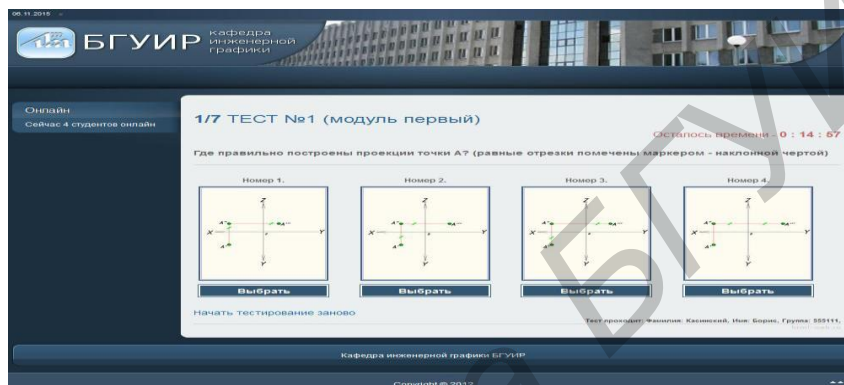 06.11.2015
БГУИР
кафедра
инженерной
графики
Онлайн
Сейчас 4 студентов онлайн
1/7 ТЕСТ №1 (модуль первый)
Осталось времени - 0 : 14 : 57
Где правильно построены проекции точки А? (равные отрезки помечены маркером - наклонной чертой)
Номер 1. Номер 2. Номер 3. Номер 4.
Z Z Z Z
X Y X Y X Y X Y
Y Y Y Y
Выбрать Выбрать Выбрать Выбрать
Начать тестирование заново
Тест проходит: Фамилия: Касинский, Имя: Борис, Группа: 555111,
Кафедра инженерной графики БГУИР
Copyright © 2012
БГУИ